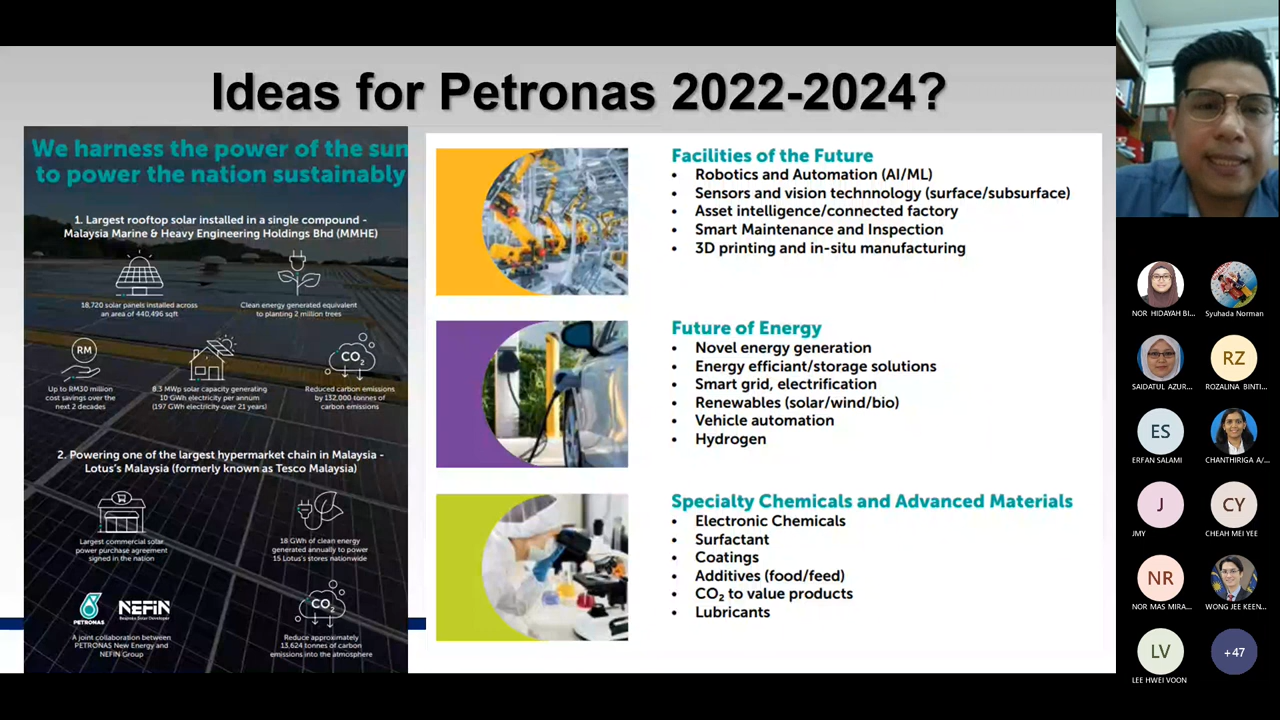 Ideas for Petronas 2022-2024?
We harness the power of the sun
to power the nation sustainably
1. Largest rooftop solar installed in a single compound -
Malaysia Marine & Heavy Engineering Holdings Bhd (MMHE)
18,720 solar panels installed across
an area of 440,496 sqft
Clean energy generated equivalent
to planting 2 million trees
RM
Up to RM30 million
cost savings over the
next 2 decades
8.3 MWp solar capacity generating
10 GWh electricity per annum
(197 GWh electricity over 21 years)
CO2
Reduced carbon emissions
by 132,000 tonnes of
carbon emissions
2. Powering one of the largest hypermarket chain in Malaysia -
Lotus's Malaysia (formerly known as Tesco Malaysia)
Largest commercial solar
power purchase agreement
signed in the nation
18 GWh of clean energy
generated annually to power
15 Lotus's stores nationwide
PETRONAS
NEFIN
A joint collaboration between
PETRONAS New Energy and
NEFIN Group
CO2
Reduce approximately
13,624 tonnes of carbon
emissions into the atmosphere
Facilities of the Future
• Robotics and Automation (AI/ML)
• Sensors and vision technnology (surface/subsurface)
• Asset intelligence/connected factory
• Smart Maintenance and Inspection
• 3D printing and in-situ manufacturing
Future of Energy
• Novel energy generation
• Energy efficiant/storage solutions
• Smart grid, electrification
• Renewables (solar/wind/bio)
• Vehicle automation
• Hydrogen
Specialty Chemicals and Advanced Materials
• Electronic Chemicals
• Surfactant
• Coatings
• Additives (food/feed)
• CO₂ to value products
• Lubricants
NOR HIDAYAH BI...
Syuhada Norman
SAIDATUL AZUR...
RZ
ROZALINA BINTI...
ES
ERFAN SALAMI
CHANTHIRIGA A/...
J
JMY
CY
CHEAH MEI YEE
NR
NOR MAS MIRA...
WONG JEE KEEN...
LV
LEE HWEI VOON
+47